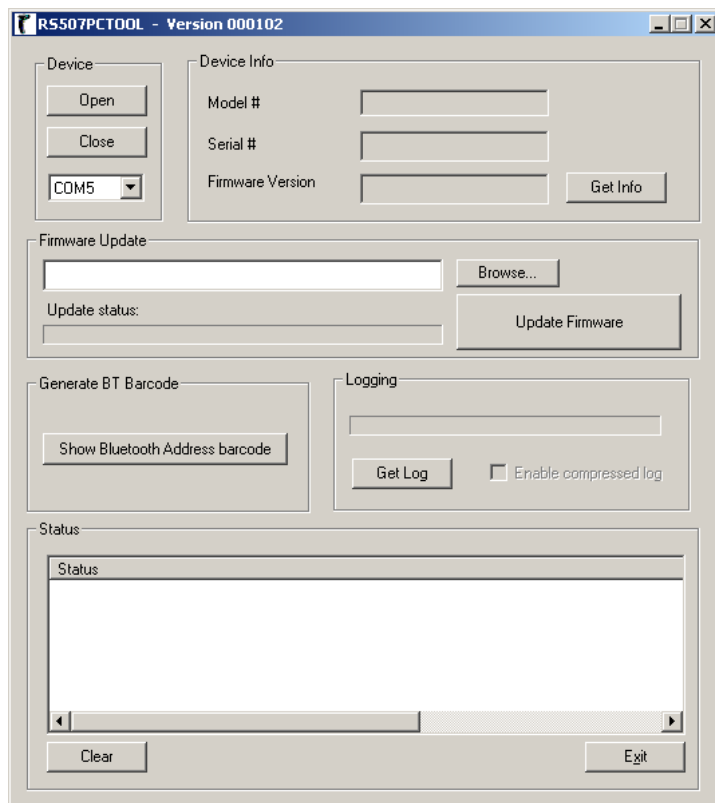 RS507PCTOOL - Version 000102
Device
Open
Close
COM5
Device Info
Model #
Serial #
Firmware Version
Get Info
Firmware Update
Browse...
Update status:
Update Firmware
Generate BT Barcode
Show Bluetooth Address barcode
Logging
Get Log
Enable compressed log
Status
Status
Clear
Exit